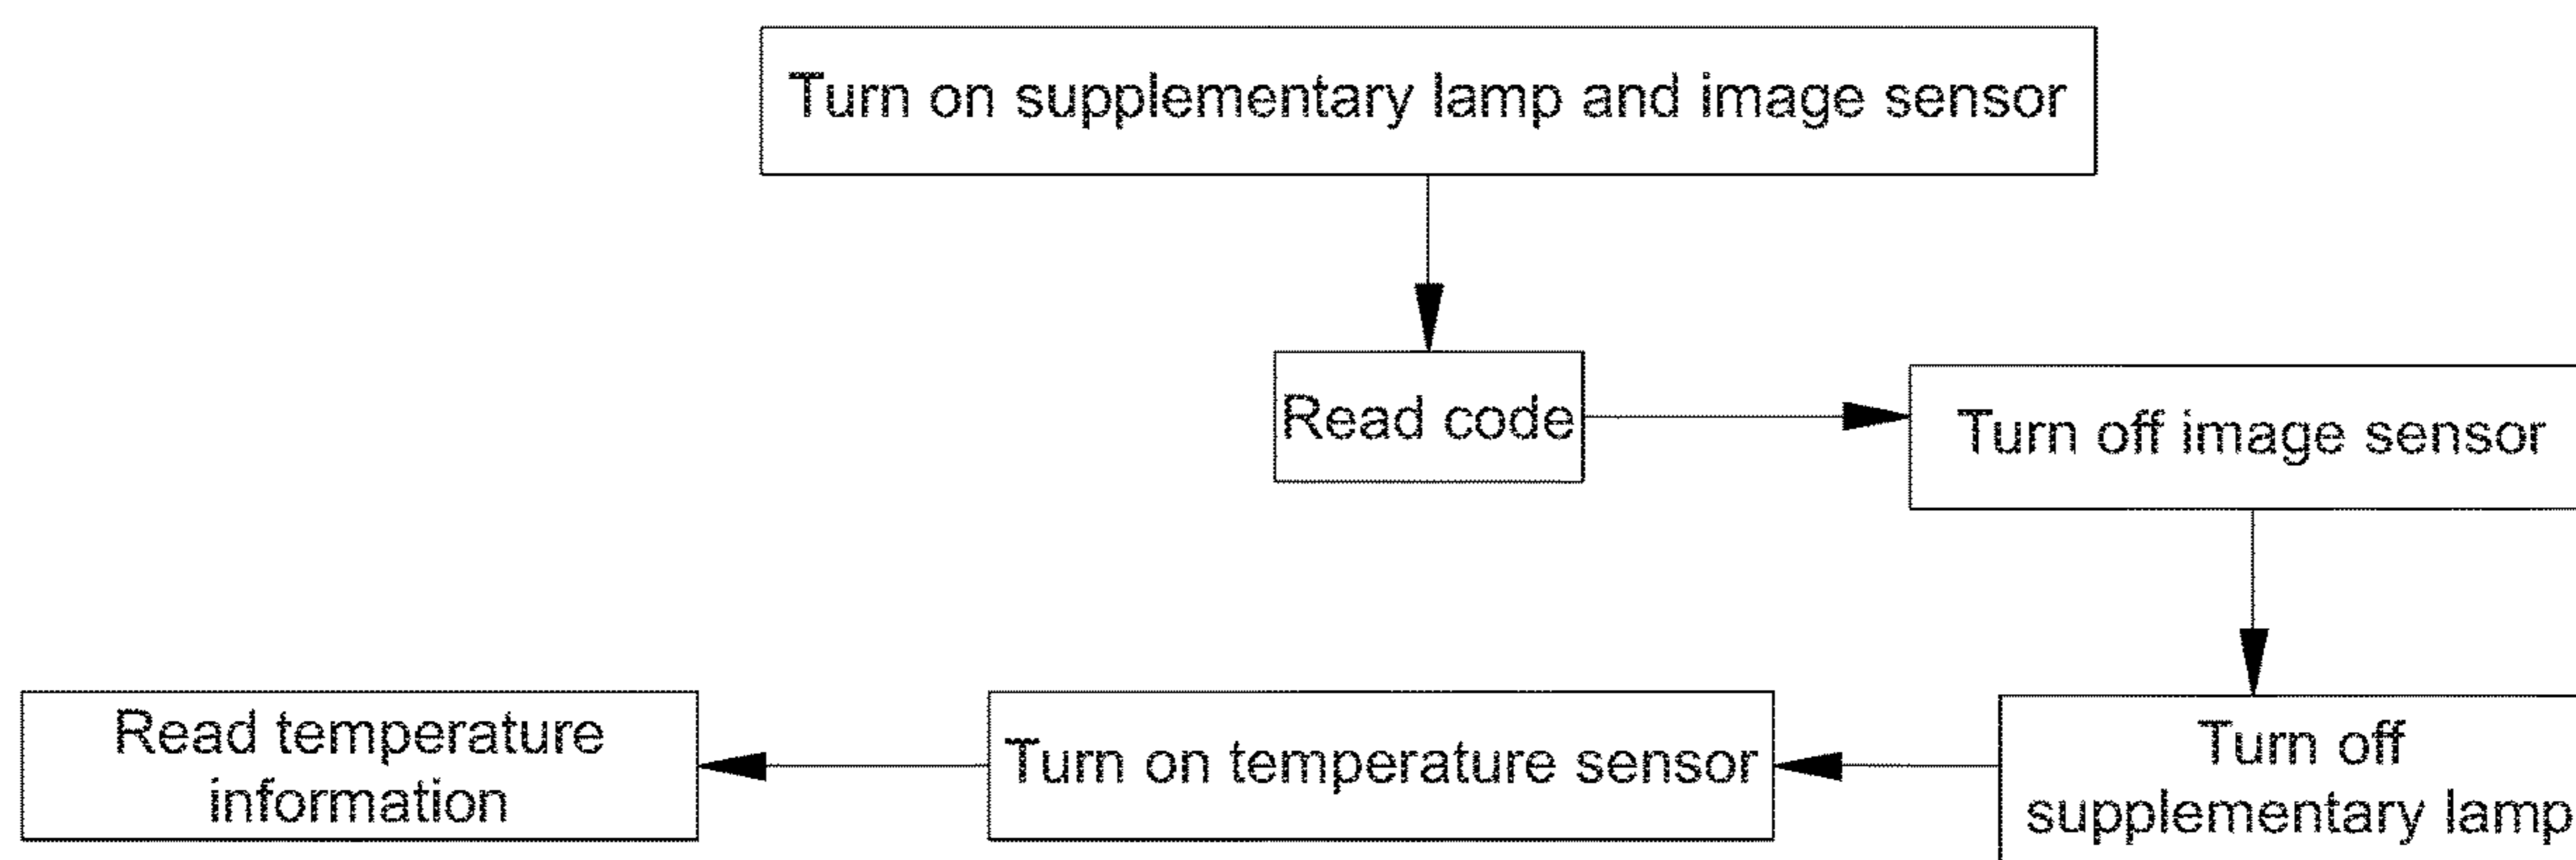 Turn on supplementary lamp and image sensor
Read code
Turn off image sensor
Turn off
supplementary lamp
Turn on temperature sensor
Read temperature
information